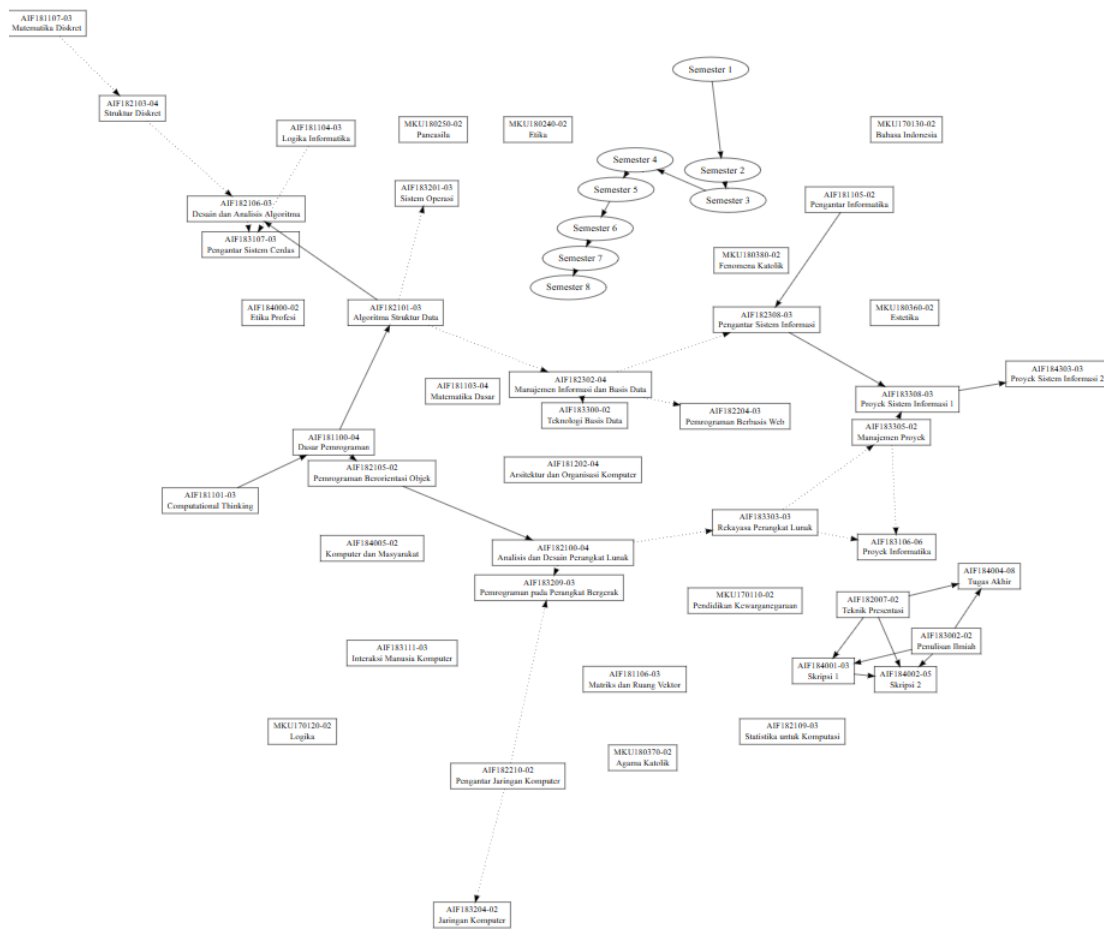 AIF181107-03
Matematika Diskret
Semester 1
AIF182103-04
Struktur Diskret
AIF181104-03
Logika Informatika
MKU180250-02
Pancasila
MKU180240-02
Etika
MKU170130-02
Bahasa Indonesia
Semester 4
Semester 2
Semester 5
Semester 3
AIF183201-03
Sistem Operasi
AIF181105-02
Pengantar Informatika
AIF182106-03
Desain dan Analisis Algoritma
Semester 6
AIF183107-03
Pengantar Sistem Cerdas
Semester 7
MKU180380-02
Fenomena Katolik
Semester 8
AIF184000-02
Etika Profesi
AIF182101-03
Algoritma Struktur Data
AIF182308-03
Pengantar Sistem Informasi
MKU180360-02
Estetika
AIF184303-03
Proyek Sistem Informasi 2
AIF181103-04
Matematika Dasar
AIF182302-04
Manajemen Informasi dan Basis Data
AIF183308-03
Proyek Sistem Informasi 1
AIF183300-02
Teknologi Basis Data
AIF182204-03
Pemrograman Berbasis Web
AIF183305-02
Manajemen Proyek
AIF181100-04
Dasar Pemrograman
AIF182105-02
Pemrograman Berorientasi Objek
AIF181202-04
Arsitektur dan Organisasi Komputer
AIF181101-03
Computational Thinking
AIF183303-03
Rekayasa Perangkat Lunak
AIF184005-02
Komputer dan Masyarakat
AIF182100-04
Analisis dan Desain Perangkat Lunak
AIF183106-06
Proyek Informatika
AIF183209-03
Pemrograman pada Perangkat Bergerak
AIF184004-08
Tugas Akhir
MKU170110-02
Pendidikan Kewarganegaraan
AIF182007-02
Teknik Presentasi
AIF183002-02
Penulisan Ilmiah
AIF183111-03
Interaksi Manusia Komputer
AIF184001-03
Skripsi 1
AIF184002-05
Skripsi 2
AIF181106-03
Matriks dan Ruang Vektor
MKU170120-02
Logika
AIF182109-03
Statistika untuk Komputasi
MKU180370-02
Agama Katolik
AIF182210-02
Pengantar Jaringan Komputer
AIF183204-02
Jaringan Komputer